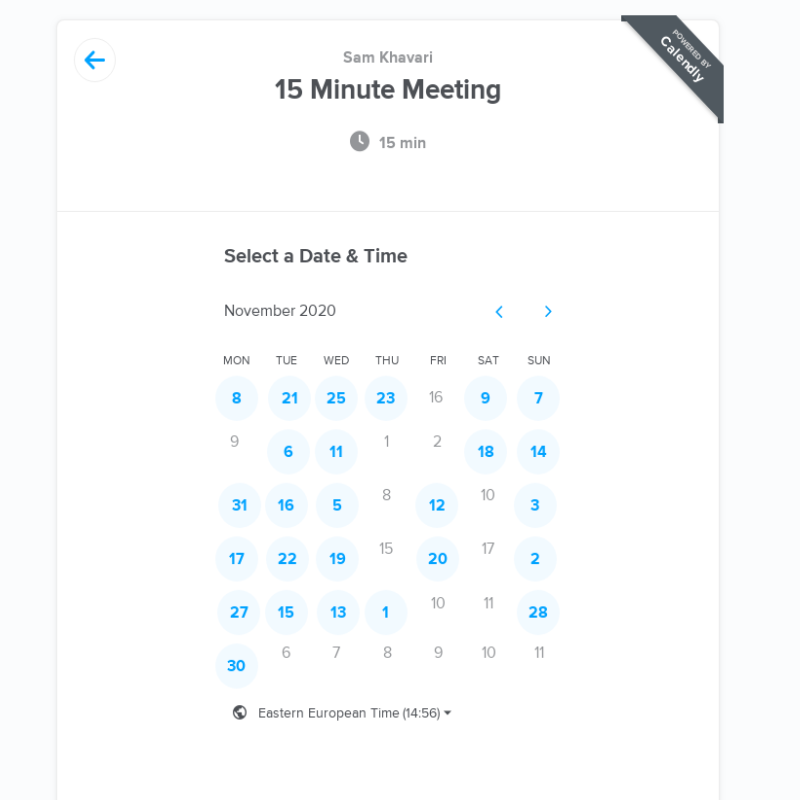 POWERED BY
Calendly
Sam Khavari
15 Minute Meeting
15 min
Select a Date & Time
November 2020
MON TUE WED THU FRI SAT SUN
8 21 25 23 16 9 7
9 6 11 1 2 18 14
31 16 5 8 12 10 3
17 22 19 15 20 17 2
27 15 13 1 10 11 28
30 6 7 8 9 10 11
Eastern European Time (14:56)